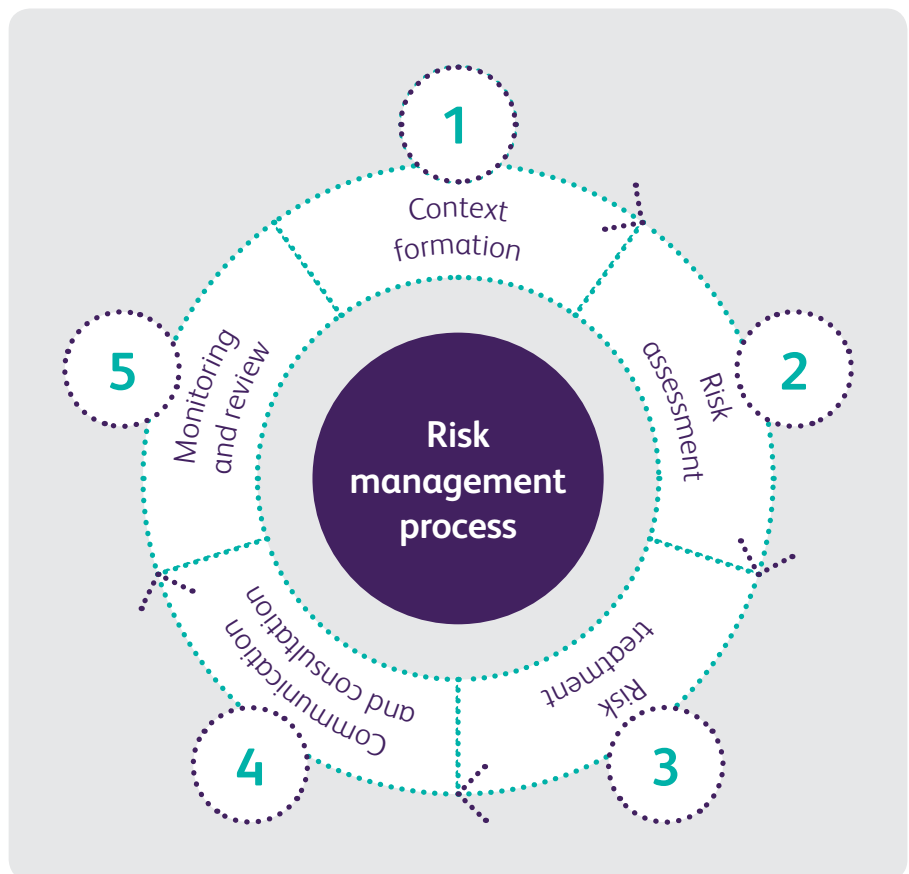 1
Context
formation
2
Risk
assessment
3
Risk
treatment
4
Communication
and consultation
5
Monitoring
and review
Risk
management
process